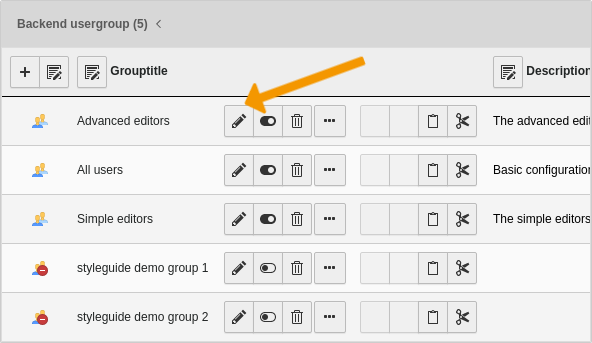 Backend usergroup (5)
Grouptitle Description
Advanced editors The advanced edit
All users Basic configuration
Simple editors The simple editors
styleguide demo group 1
styleguide demo group 2